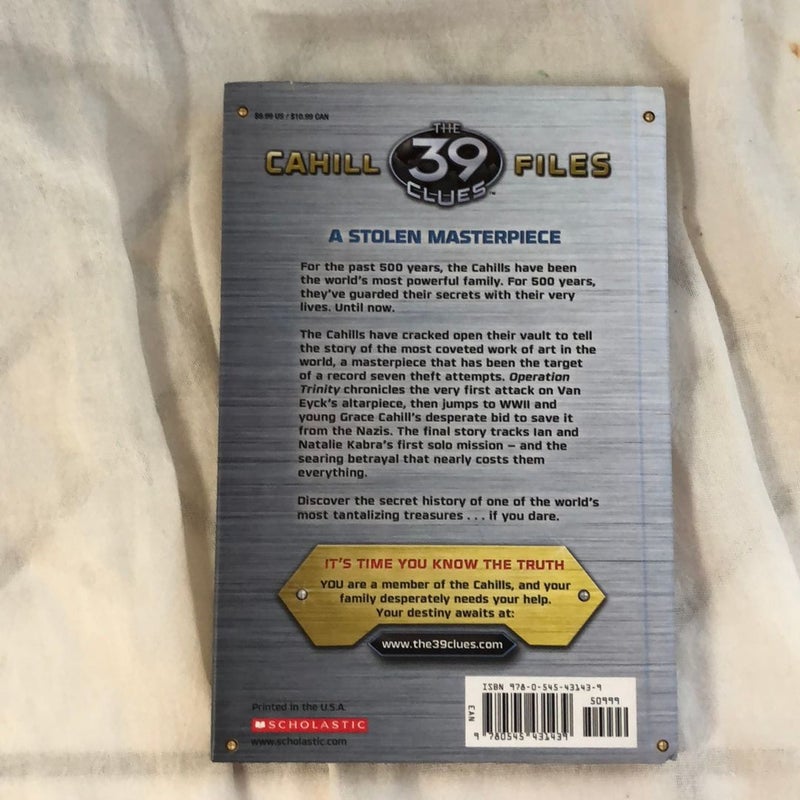 $9.99 US / $10.99 CAN
THE
CAHILL 39 FILES
CLUES™
A STOLEN MASTERPIECE
For the past 500 years, the Cahills have been
the world's most powerful family. For 500 years,
they've guarded their secrets with their very
lives. Until now.
The Cahills have cracked open their vault to tell
the story of the most coveted work of art in the
world, a masterpiece that has been the target
of a record seven theft attempts. Operation
Trinity chronicles the very first attack on Van
Eyck's altarpiece, then jumps to WWII and
young Grace Cahill's desperate bid to save it
from the Nazis. The final story tracks Ian and
Natalie Kabra's first solo mission – and the
searing betrayal that nearly costs them
everything.
Discover the secret history of one of the world's
most tantalizing treasures . . . if you dare.
IT'S TIME YOU KNOW THE TRUTH
YOU are a member of the Cahills, and your
family desperately needs your help.
Your destiny awaits at:
www.the39clues.com
ISBN 978-0-545-43143-9
50999
EAN
9 780545 431439
Printed in the U.S.A.
SCHOLASTIC
www.scholastic.com